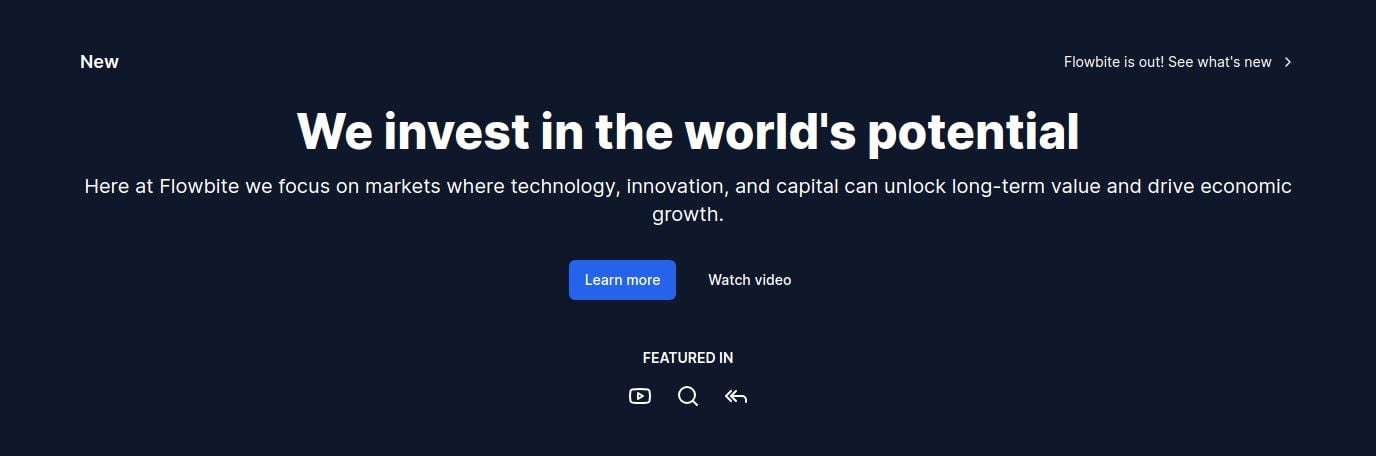 New
Flowbite is out! See what's new
We invest in the world's potential
Here at Flowbite we focus on markets where technology, innovation, and capital can unlock long-term value and drive economic
growth.
Learn more
Watch video
FEATURED IN